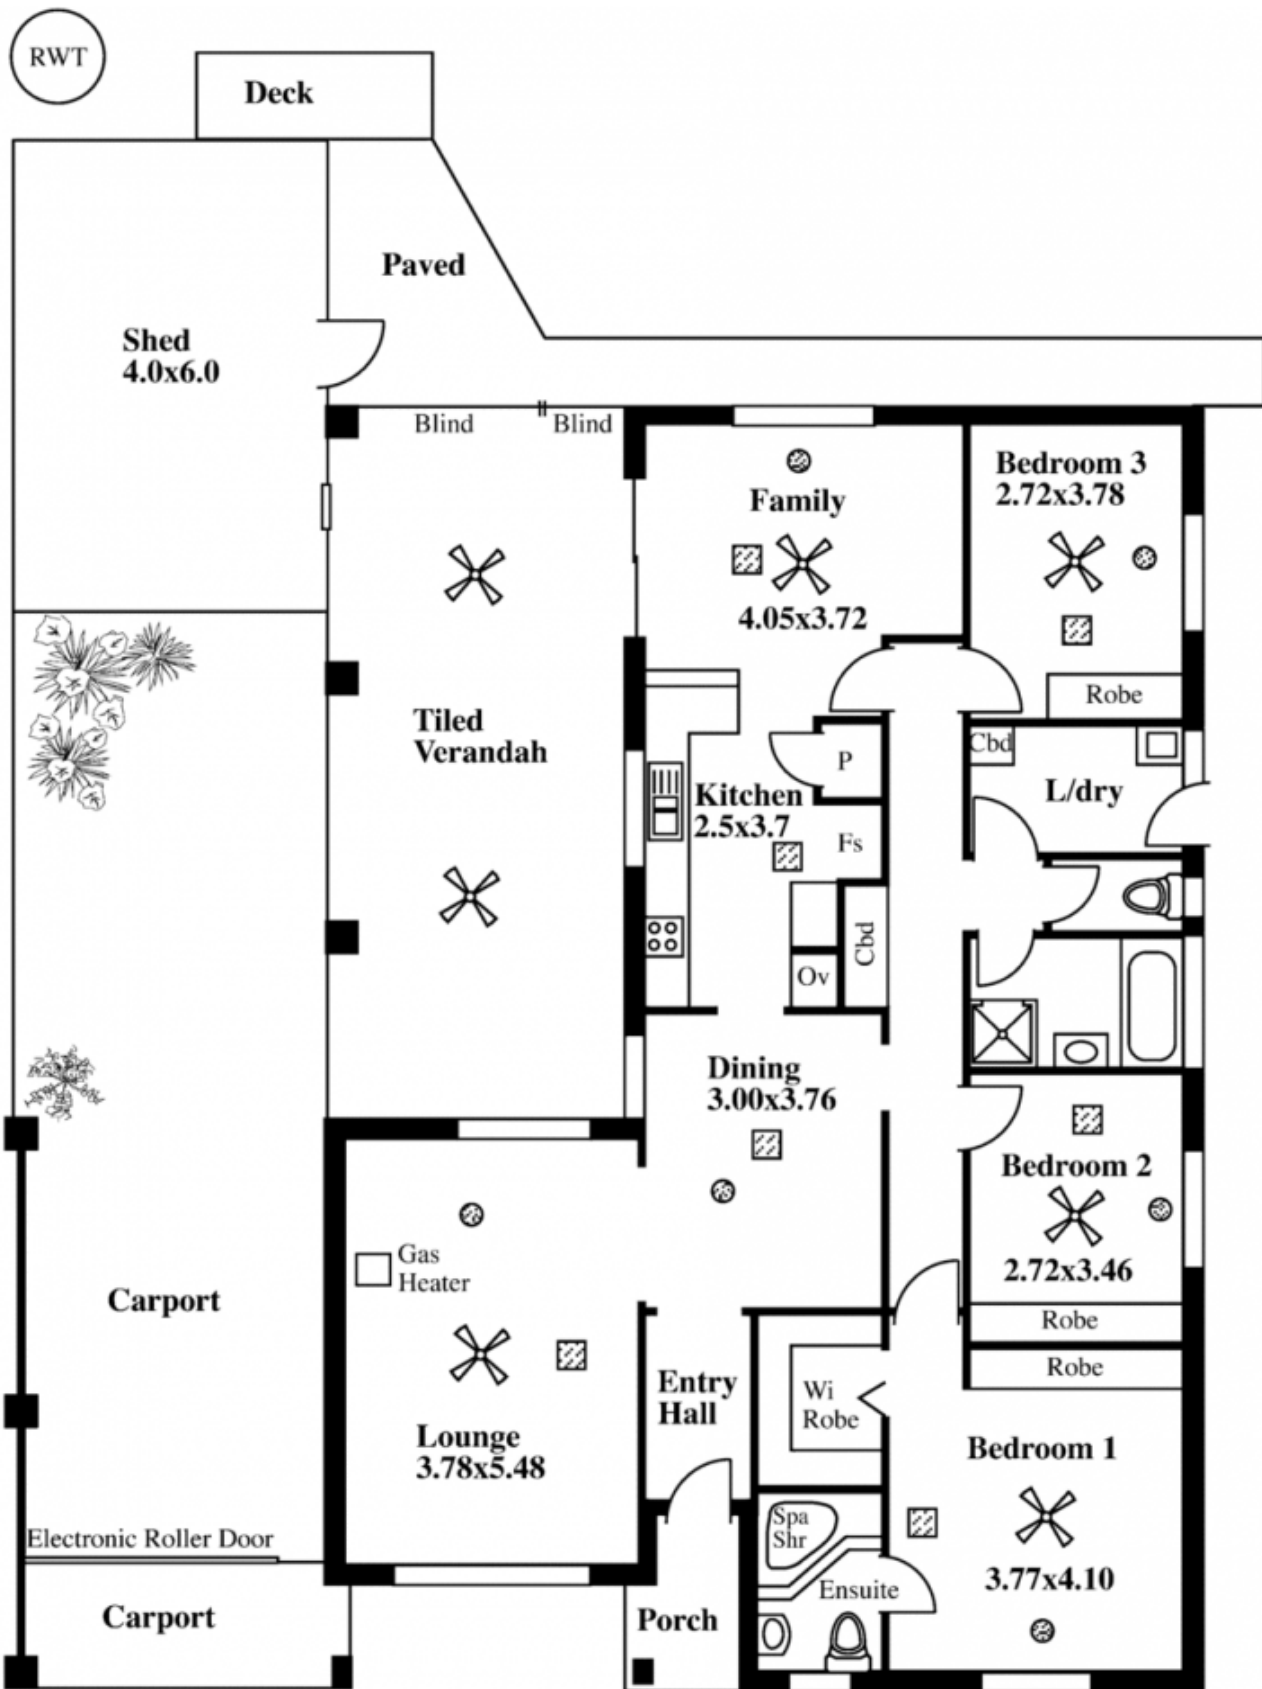 RWT
Deck
Paved
Shed
4.0x6.0
Blind
Blind
Family
4.05x3.72
Bedroom 3
2.72x3.78
Robe
Tiled
Verandah
Kitchen
2.5x3.7
P
Fs
Cbd
Ov
Cbd
L/dry
Dining
3.00x3.76
Bedroom 2
2.72x3.46
Robe
Robe
Gas
Heater
Carport
Lounge
3.78x5.48
Entry
Hall
Wi
Robe
Bedroom 1
3.77x4.10
Electronic Roller Door
Carport
Porch
Spa
Shr
Ensuite